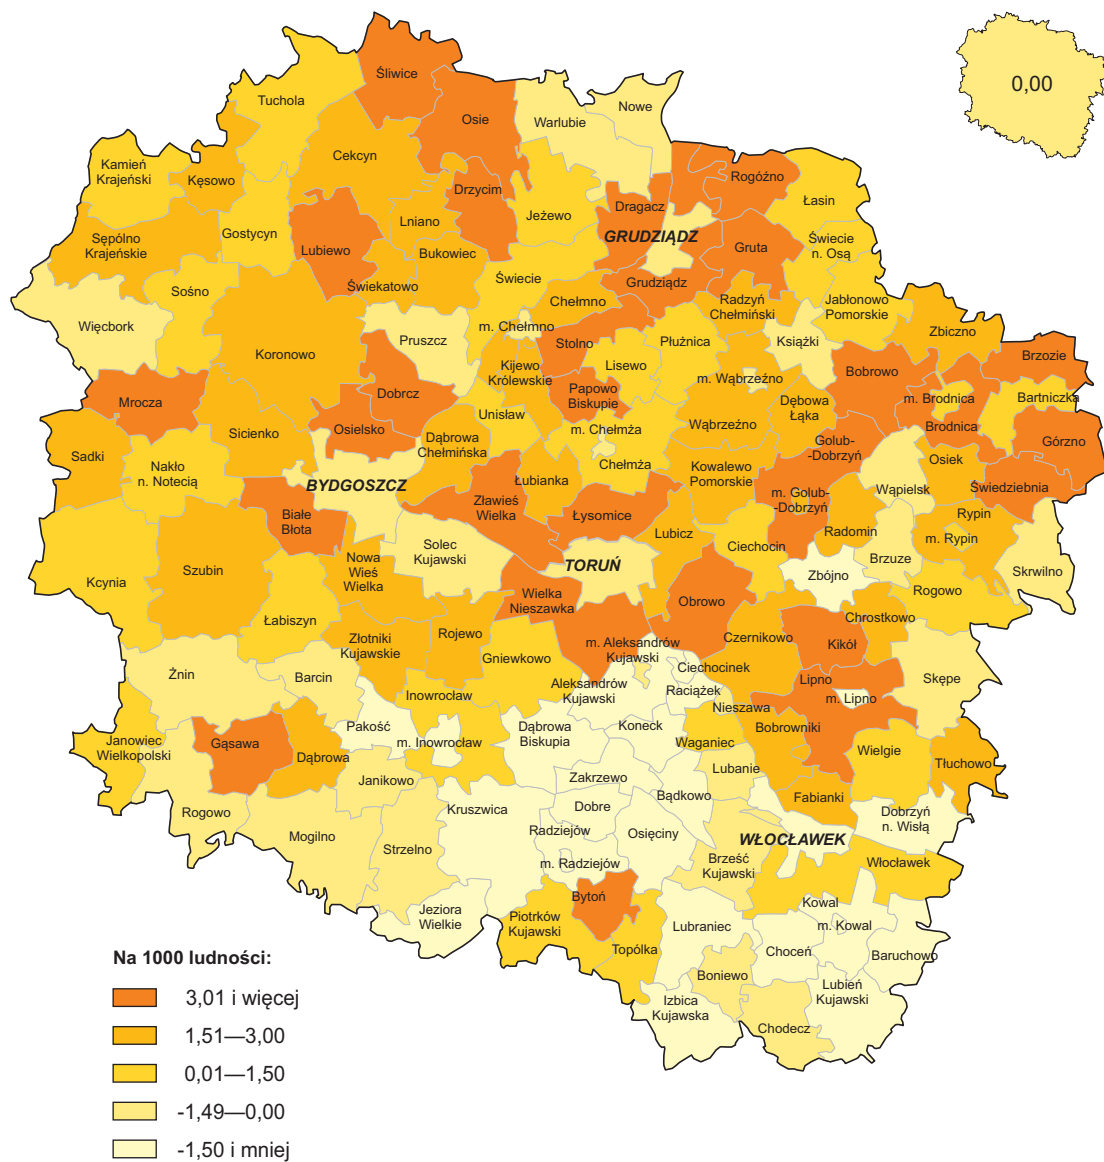 0,00
Śliwice
Tuchola
Osie
Nowe
Warlubie
Cekcyn
Kamień
Krajeński
Kęsowo
Rogóźno
Drzycim
Dragacz
Łasin
Lniano
Jeżewo
Gostycyn
GRUDZIĄDZ
Sępólno
Krajeńskie
Lubiewo
Bukowiec
Gruta
Świecie
n. Osą
Świecie
Grudziądz
Świekatowo
Sośno
Chełmno
Radzyń
Chełmiński
Jabłonowo
Pomorskie
Więcbork
m. Chełmno
Zbiczno
Pruszcz
Stolno
Płużnica
Książki
Koronowo
Brzozie
Kijewo
Królewskie
Lisewo
m. Wąbrzeźno
Bobrowo
Mrocza
Dobrcz
Papowo
Biskupie
m. Brodnica
Bartniczka
Dębowa
Łąka
Unisław
Sicienko
Osielsko
Wąbrzeźno
Brodnica
Dąbrowa
Chełmińska
m. Chełmża
Golub-
-Dobrzyń
Górzno
Sadki
Nakło
n. Notecią
Chełmża
Kowalewo
Pomorskie
Osiek
BYDGOSZCZ
Łubianka
Wąpielsk
Świedziebnia
Zławieś
Wielka
m. Golub-
-Dobrzyń
Białe
Błota
Łysomice
Rypin
Lubicz
Radomin
m. Rypin
Solec
Kujawski
Ciechocin
Brzuze
Nowa
Wieś
Wielka
TORUŃ
Szubin
Zbójno
Skrwilno
Kcynia
Wielka
Nieszawka
Obrowo
Rogowo
Łabiszyn
Chrostkowo
Złotniki
Kujawskie
Rojewo
m. Aleksandrów
Kujawski
Czernikowo
Kikół
Gniewkowo
Ciechocinek
Żnin
Barcin
Aleksandrów
Kujawski
Raciążek
Lipno
Skępe
Inowrocław
m. Lipno
Nieszawa
Pakość
Dąbrowa
Biskupia
Koneck
Bobrowniki
Janowiec
Wielkopolski
Gąsawa
m. Inowrocław
Waganiec
Wielgie
Dąbrowa
Tłuchowo
Janikowo
Zakrzewo
Lubanie
Bądkowo
Fabianki
Rogowo
Kruszwica
Dobre
Dobrzyń
n. Wisłą
Mogilno
Radziejów
Osięciny
WŁOCŁAWEK
Strzelno
m. Radziejów
Brześć
Kujawski
Włocławek
Bytoń
Jeziora
Wielkie
Piotrków
Kujawski
Lubraniec
Kowal
m. Kowal
Topólka
Choceń
Baruchowo
Boniewo
Lubień
Kujawski
Izbica
Kujawska
Chodecz
Na 1000 ludności:
3,01 i więcej
1,51—3,00
0,01—1,50
-1,49—0,00
-1,50 i mniej